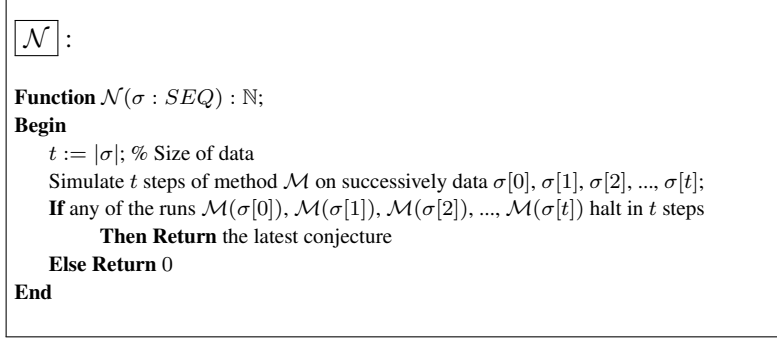 𝒩 :
Function 𝒩(σ : SEQ) : ℕ;
Begin
t := |σ|; % Size of data
Simulate t steps of method ℳ on successively data σ[0], σ[1], σ[2], ..., σ[t];
If any of the runs ℳ(σ[0]), ℳ(σ[1]), ℳ(σ[2]), ..., ℳ(σ[t]) halt in t steps
Then Return the latest conjecture
Else Return 0
End